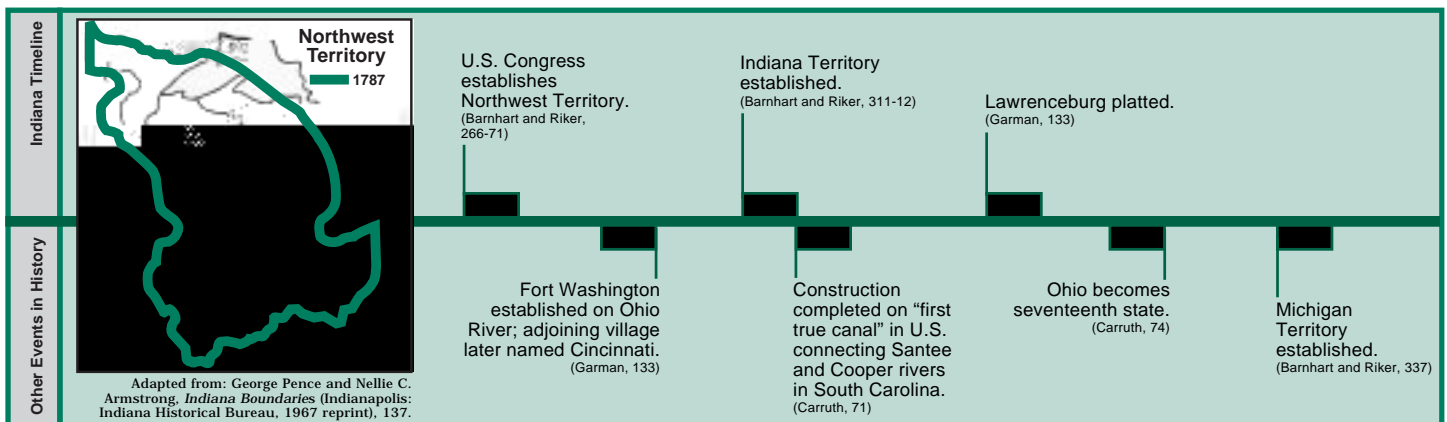 Indiana Timeline
Northwest
Territory
1787
U.S. Congress
establishes
Northwest Territory.
(Barnhart and Riker,
266-71)
Indiana Territory
established.
(Barnhart and Riker, 311-12)
Lawrenceburg platted.
(Garman, 133)
Other Events in History
Adapted from: George Pence and Nellie C.
Armstrong, Indiana Boundaries (Indianapolis:
Indiana Historical Bureau, 1967 reprint), 137.
Fort Washington
established on Ohio
River; adjoining village
later named Cincinnati.
(Garman, 133)
Construction
completed on “first
true canal” in U.S.
connecting Santee
and Cooper rivers
in South Carolina.
(Carruth, 71)
Ohio becomes
seventeenth state.
(Carruth, 74)
Michigan
Territory
established.
(Barnhart and Riker, 337)